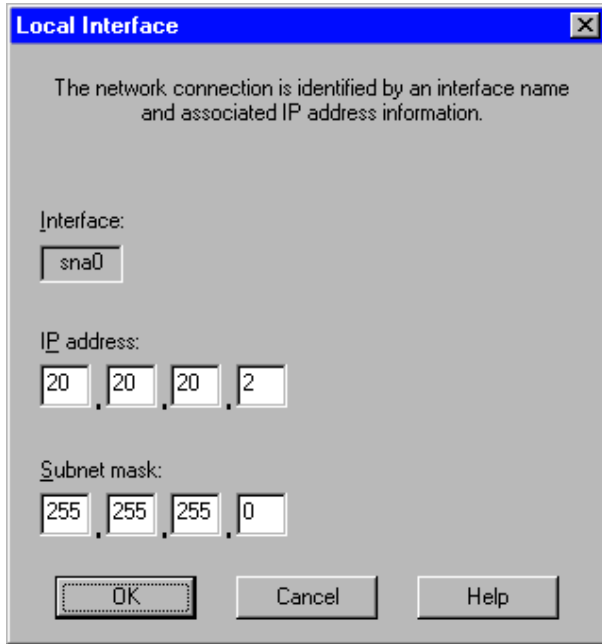 Local Interface
The network connection is identified by an interface name
and associated IP address information.
Interface:
sna0
IP address:
20 . 20 . 20 . 2
Subnet mask:
255 . 255 . 255 . 0
OK Cancel Help